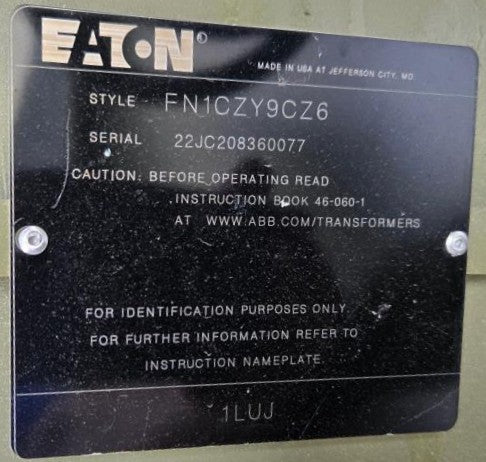 EATON®
MADE IN USA AT JEFFERSON CITY, MO
STYLE FN1CZY9CZ6
SERIAL 22JC208360077
CAUTION: BEFORE OPERATING READ
INSTRUCTION BOOK 46-060-1
AT WWW.ABB.COM/TRANSFORMERS
FOR IDENTIFICATION PURPOSES ONLY
FOR FURTHER INFORMATION REFER TO
INSTRUCTION NAMEPLATE.
1LUJ